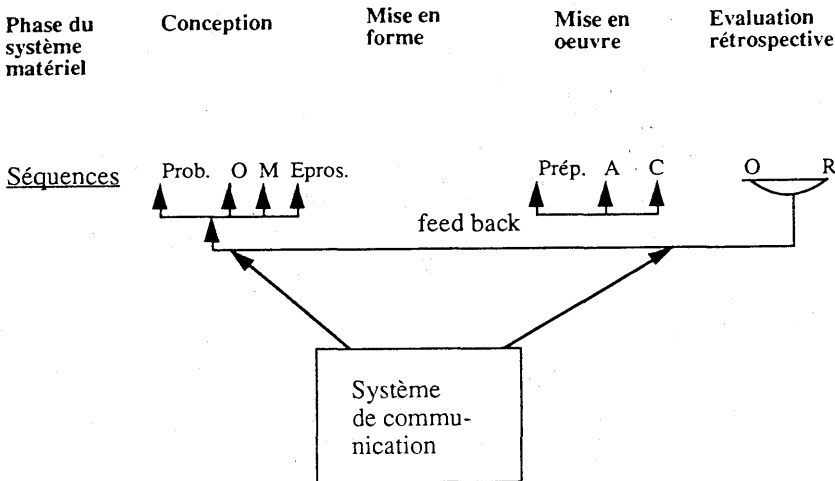 Phase du
système
matériel
Conception
Mise en
forme
Mise en
oeuvre
Evaluation
rétrospective
Séquences
Prob. O M Epros.
Prép. A C
O R
feed back
Système
de commu-
nication